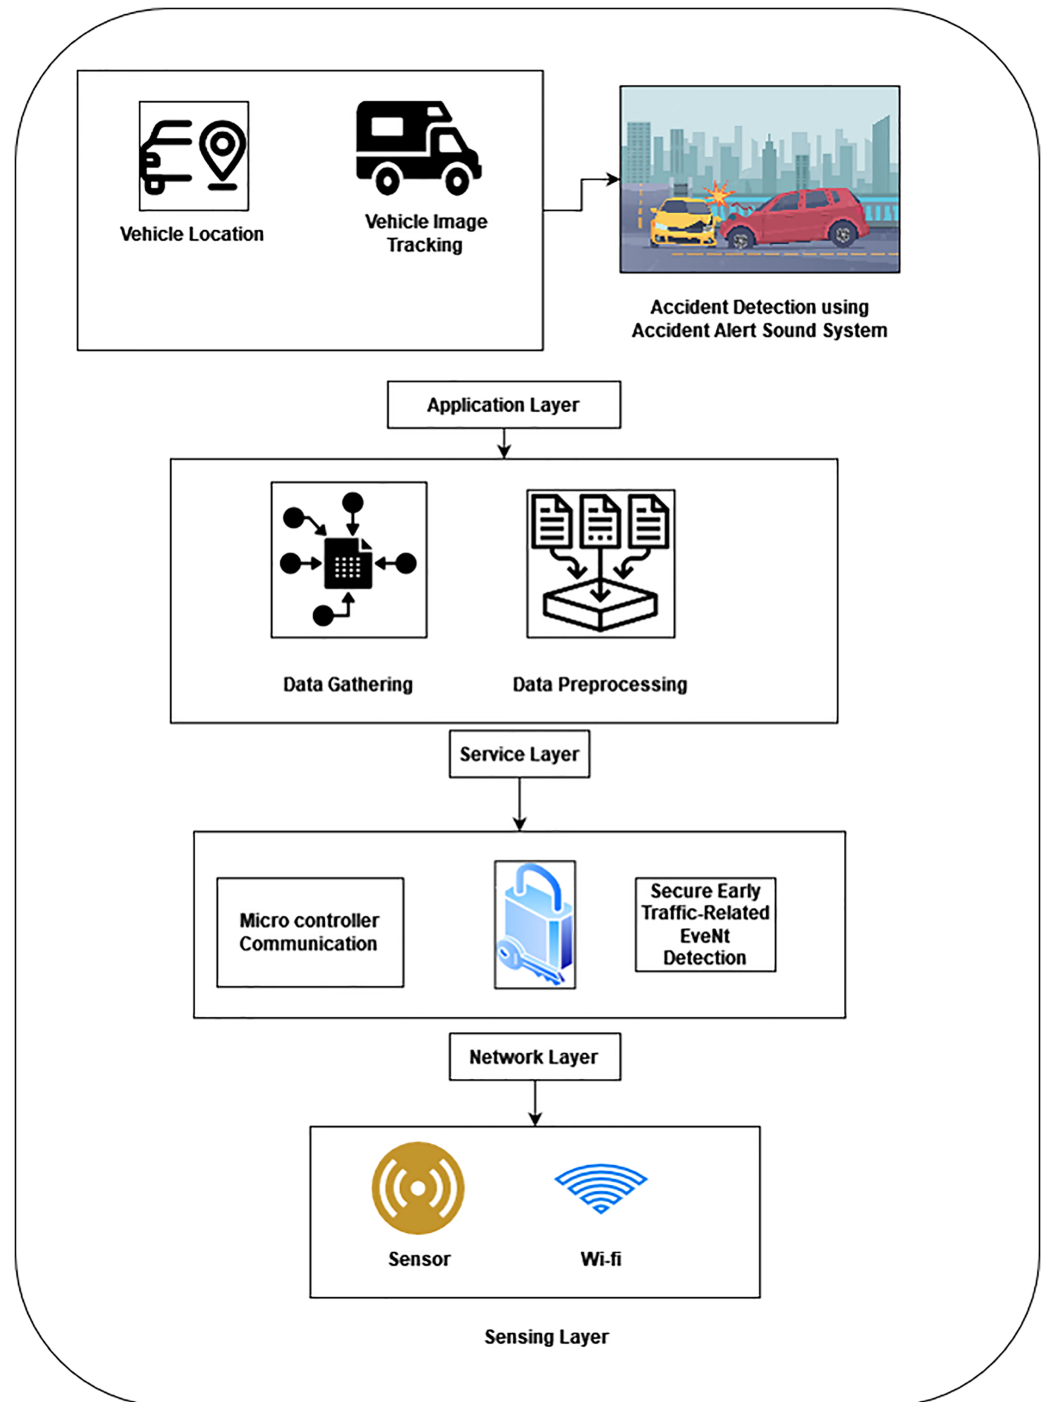 Vehicle Location
Vehicle Image
Tracking
Accident Detection using
Accident Alert Sound System
Application Layer
Data Gathering
Data Preprocessing
Service Layer
Micro controller
Communication
Secure Early
Traffic-Related
EveNt
Detection
Network Layer
Sensor
Wi-fi
Sensing Layer